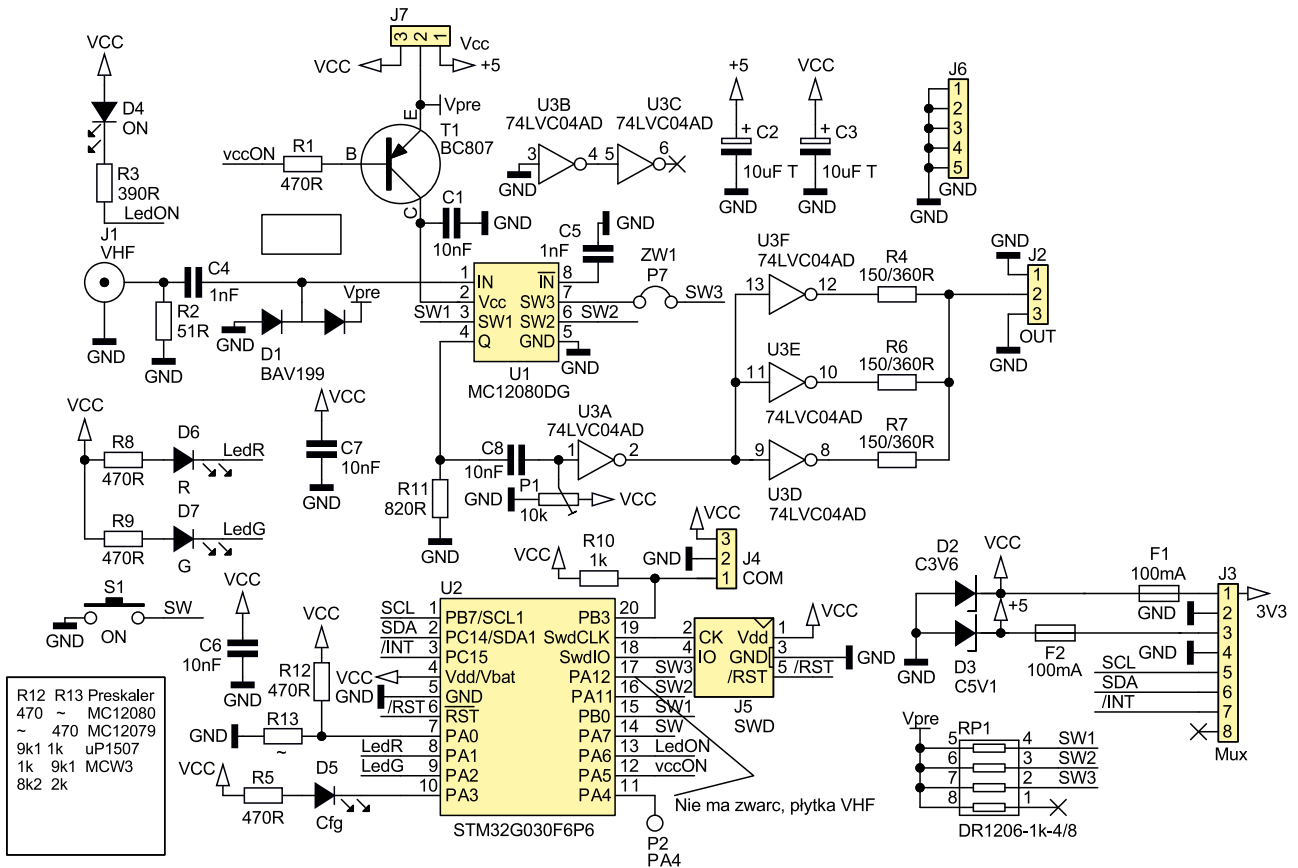 J7
3 2 1
Vcc
VCC
+5
Vpre
E
T1
BC807
vccON
R1
470R
B
C
C1
10nF
GND
VCC
D4
ON
R3
390R
LedON
U3B
74LVC04AD
3
4
GND
U3C
74LVC04AD
5
6
+5
+
C2
10uF T
GND
VCC
+
C3
10uF T
GND
J6
1
2
3
4
5
GND
GND
J1
VHF
GND
C4
1nF
R2
51R
GND
GND
D1
BAV199
Vpre
GND
C5
1nF
1 IN
2 Vcc
SW1 3 SW1
4 Q
IN 8
SW3 7
SW2 6 SW2
GND 5
GND
U1
MC12080DG
ZW1
P7
SW3
U3F
74LVC04AD
13
12
R4
150/360R
U3E
11
10
74LVC04AD
R6
150/360R
9
8
U3D
74LVC04AD
R7
150/360R
GND
J2
1
2
3
GND
OUT
VCC
R8
470R
D6
R
LedR
R9
470R
D7
G
LedG
VCC
C7
10nF
GND
R11
820R
GND
C8
10nF
U3A
74LVC04AD
1
2
GND
P1
10k
VCC
S1
GND
ON
SW
VCC
C6
10nF
GND
VCC
R10
1k
VCC
GND
3
2
1
J4
COM
U2
SCL 1 PB7/SCL1
SDA 2 PC14/SDA1
/INT 3 PC15
VCC 4 Vdd/Vbat
GND 5 GND
/RST 6 RST
7 PA0
LedR 8 PA1
LedG 9 PA2
10 PA3
PB3 20
SwdCLK 19
SwdIO 18
PA12 17 SW3
PA11 16 SW2
PB0 15 SW1
PA7 14 SW
PA6 13 LedON
PA5 12 vccON
PA4 11
STM32G030F6P6
VCC
R12
470R
GND
R13
~
VCC
R5
470R
D5
Cfg
P2
PA4
2 CK
4 IO
Vdd 1
GND 3
/RST 5 /RST
VCC
GND
J5
SWD
Nie ma zwarc, płytka VHF
D2
C3V6
VCC
F1
100mA
+5
GND
D3
C5V1
F2
100mA
J3
1
2
3
4
5
6
7
8
3V3
GND
GND
SCL
SDA
/INT
Mux
Vpre
RP1
5 4 SW1
6 3 SW2
7 2 SW3
8 1
DR1206-1k-4/8
R12 R13 Preskaler
470 ~ MC12080
~ 470 MC12079
9k1 1k uP1507
1k 9k1 MCW3
8k2 2k